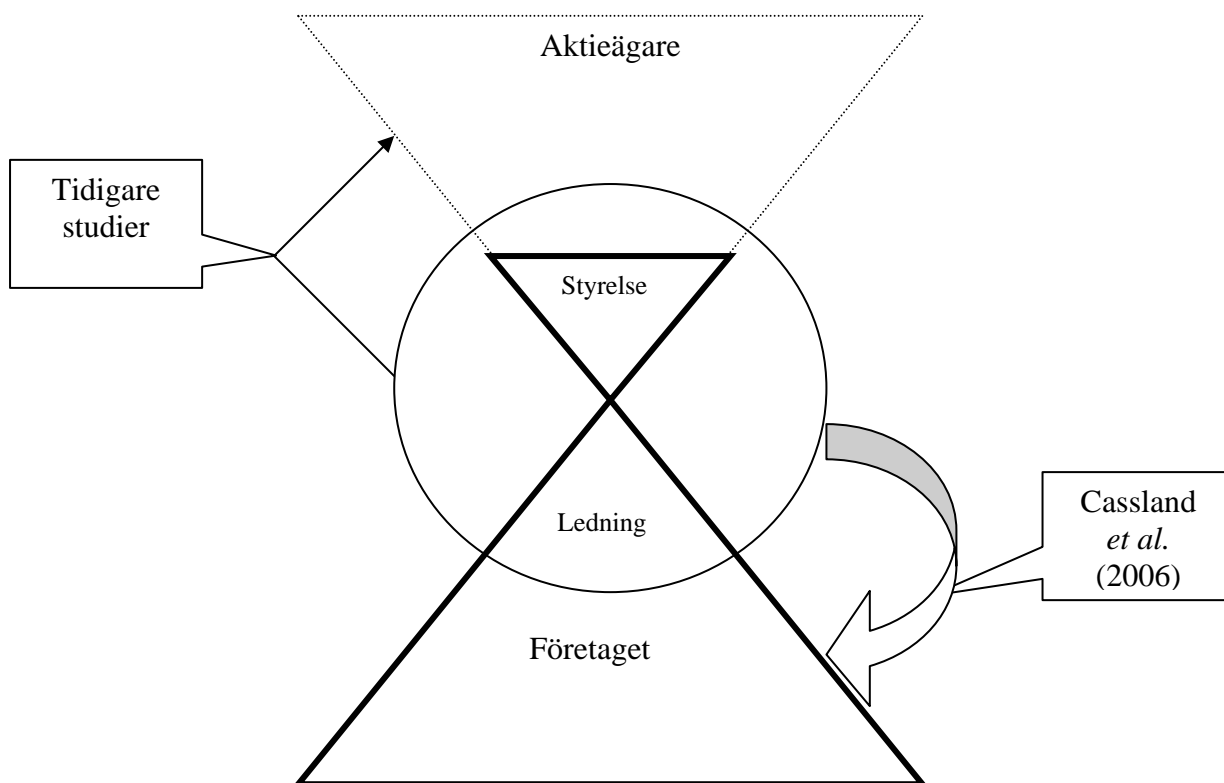 Aktieägare
Tidigare
studier
Styrelse
Ledning
Cassland
et al.
(2006)
Företaget